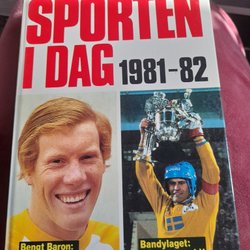 SPORTEN
I DAG 1981-82
Bengt Baron:
Bandylaget: